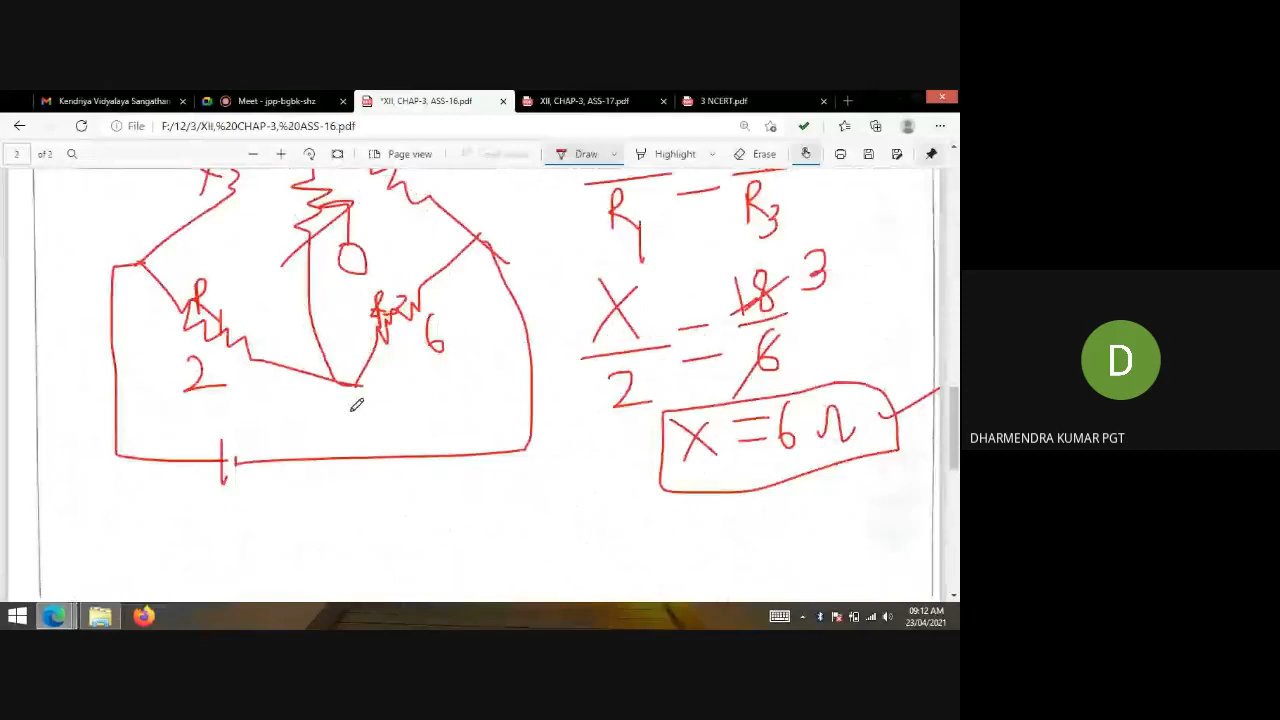 Kendriya Vidyalaya Sangathan
Meet - jpp-bgbk-shz
*XII, CHAP-3, ASS-16.pdf
XII, CHAP-3, ASS-17.pdf
3 NCERT.pdf
File
F:/12/3/XIi,%20CHAP-3,%20ASS-16.pdf
2
of 2
Page view
Draw
Highlight
Erase
X
R1
=
R3
R1
2
6
X
2
=
18
6
3
X = 6 Ω
D
DHARMENDRA KUMAR PGT
09:12 AM
23/04/2021